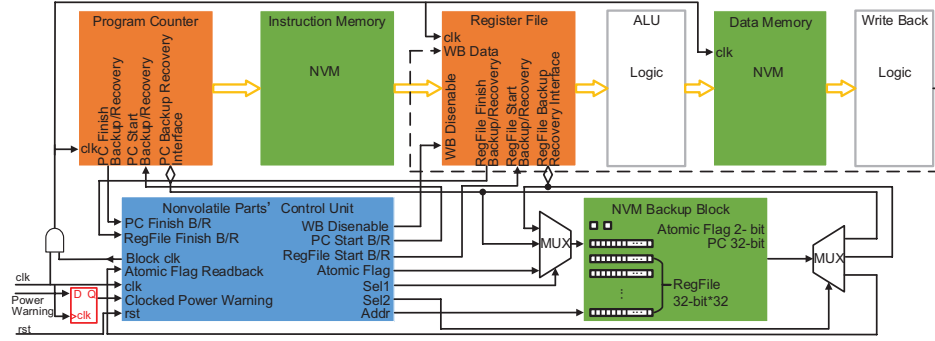 Program Counter
Instruction Memory
Register File
ALU
Data Memory
Write Back
clk
WB Data
clk
NVM
Logic
NVM
Logic
clk
PC Finish
Backup/Recovery
PC Start
Backup/Recovery
PC Backup Recovery
Interface
WB Disenable
RegFile Finish
Backup/Recovery
RegFile Start
Backup/Recovery
RegFile Backup
Recovery Interface
Nonvolatile Parts' Control Unit
PC Finish B/R
RegFile Finish B/R
Block clk
Atomic Flag Readback
clk
Clocked Power Warning
rst
WB Disenable
PC Start B/R
RegFile Start B/R
Atomic Flag
Sel1
Sel2
Addr
MUX
NVM Backup Block
Atomic Flag 2- bit
PC 32-bit
RegFile
32-bit*32
MUX
clk
Power
Warning
D Q
clk
rst